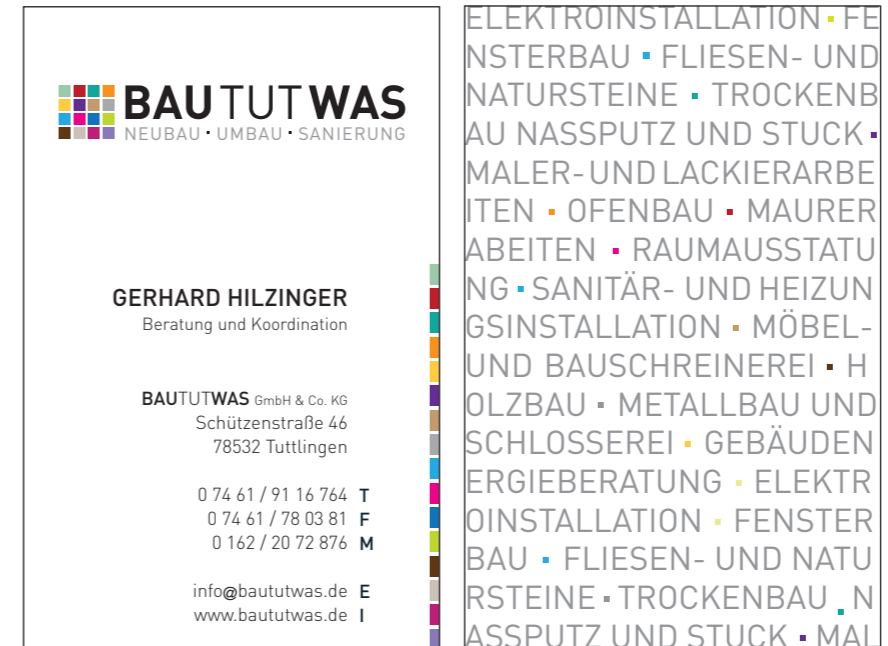 BAUTUTWAS
NEUBAU · UMBAU · SANIERUNG
GERHARD HILZINGER
Beratung und Koordination
BAUTUTWAS GmbH & Co. KG
Schützenstraße 46
78532 Tuttlingen
0 74 61 / 91 16 764 T
0 74 61 / 78 03 81 F
0 162 / 20 72 876 M
info@baututwas.de E
www.baututwas.de I
ELEKTROINSTALLATION ▪ FE
NSTERBAU ▪ FLIESEN- UND
NATURSTEINE ▪ TROCKENB
AU NASSPUTZ UND STUCK ▪
MALER- UND LACKIERARBE
ITEN ▪ OFENBAU ▪ MAURER
ABEITEN ▪ RAUMAUSSTATU
NG ▪ SANITÄR- UND HEIZUN
GSINSTALLATION ▪ MÖBEL-
UND BAUSCHREINEREI ▪ H
OLZBAU ▪ METALLBAU UND
SCHLOSSEREI ▪ GEBÄUDEN
ERGIEBERATUNG ▪ ELEKTR
OINSTALLATION ▪ FENSTER
BAU ▪ FLIESEN- UND NATU
RSTEINE ▪ TROCKENBAU ▪ N
ASSPUTZ UND STUCK ▪ MAL